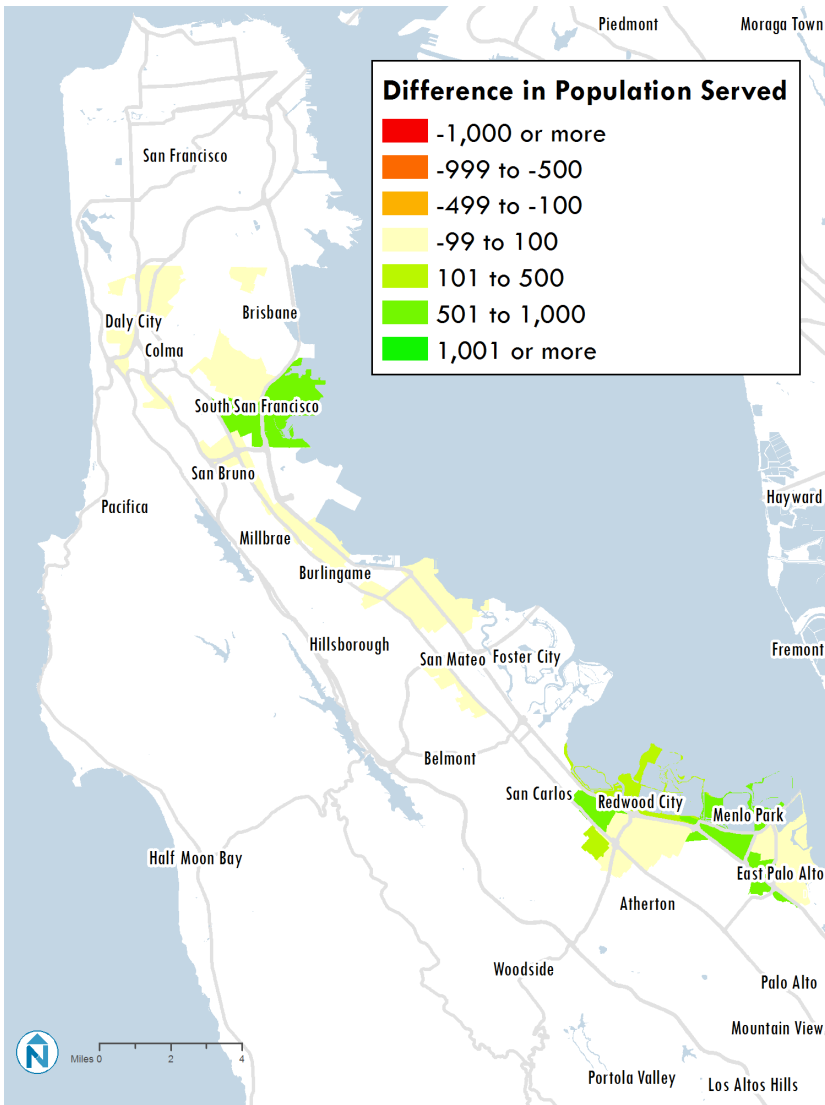 Piedmont
Moraga Town
Difference in Population Served
-1,000 or more
-999 to -500
-499 to -100
-99 to 100
101 to 500
501 to 1,000
1,001 or more
San Francisco
Brisbane
Daly City
Colma
South San Francisco
San Bruno
Hayward
Pacifica
Millbrae
Burlingame
Hillsborough
Fremont
San Mateo
Foster City
Belmont
San Carlos
Redwood City
Menlo Park
Half Moon Bay
East Palo Alto
Atherton
Woodside
Palo Alto
Mountain View
N
Miles 0 2 4
Portola Valley
Los Altos Hills